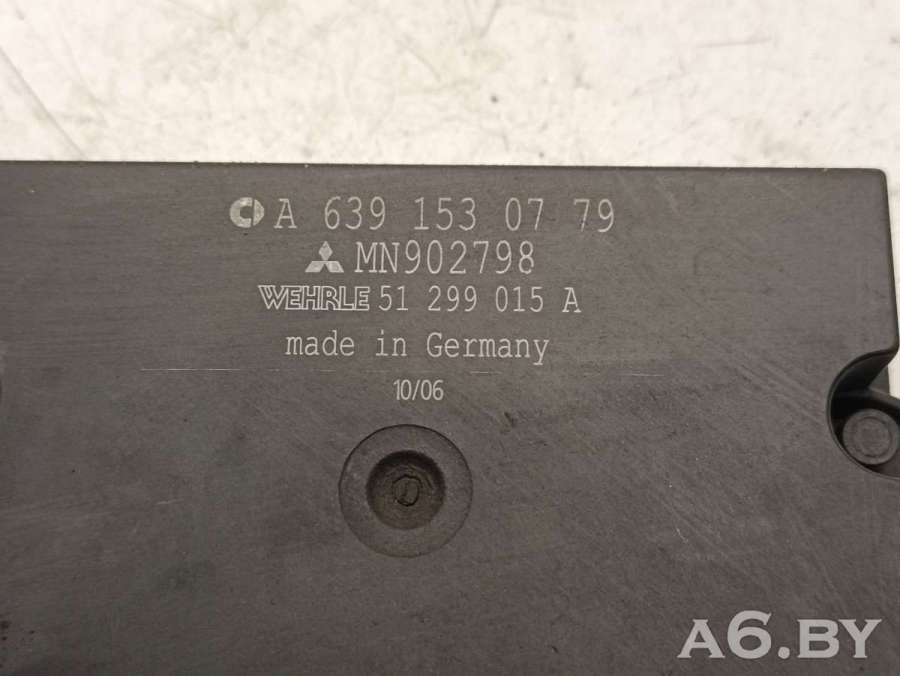 A 639 153 07 79
MN902798
WEHRLE 51 299 015 A
made in Germany
10/06
A6.BY